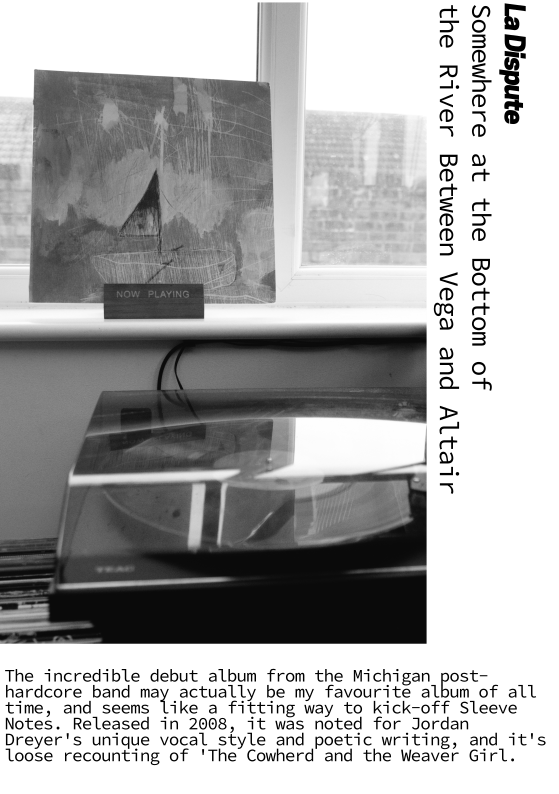 La Dispute
Somewhere at the Bottom of
the River Between Vega and Altair
NOW PLAYING
TEAC
The incredible debut album from the Michigan post-
hardcore band may actually be my favourite album of all
time, and seems like a fitting way to kick-off Sleeve
Notes. Released in 2008, it was noted for Jordan
Dreyer's unique vocal style and poetic writing, and it's
loose recounting of 'The Cowherd and the Weaver Girl.